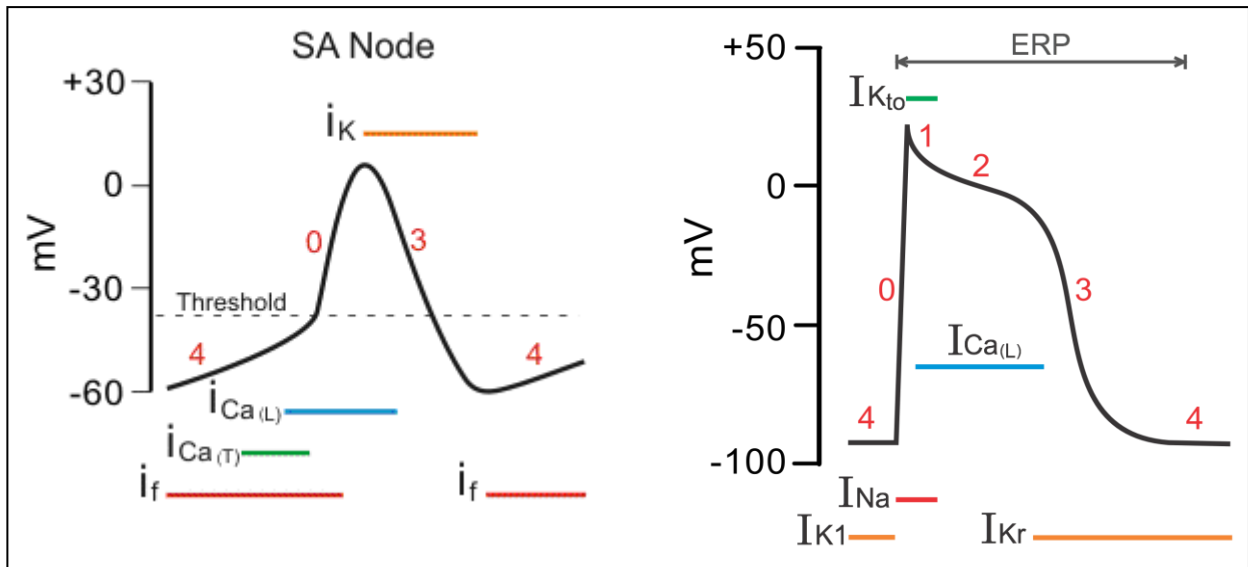 SA Node
+30
0
-30
-60
mV
Threshold
4
0
3
4
iK
iCa(L)
iCa(T)
if
if
+50
0
-50
-100
mV
ERP
IKto
1
2
0
3
ICa(L)
4
4
INa
IK1
IKr